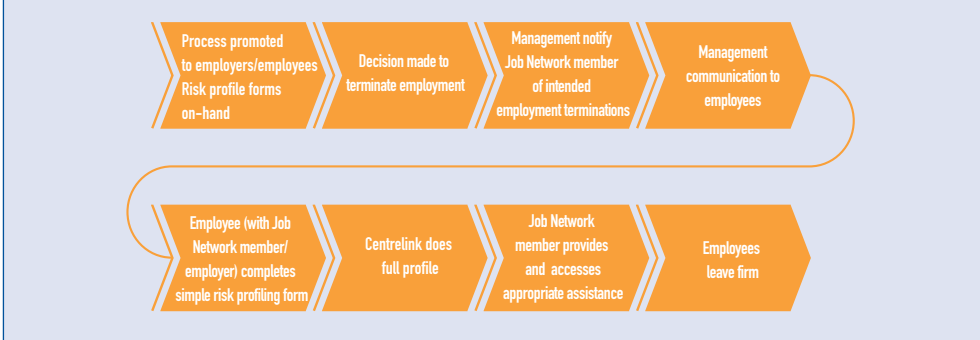 Process promoted
to employers/employees
Risk profile forms
on-hand
Decision made to
terminate employment
Management notify
Job Network member
of intended
employment terminations
Management
communication to
employees
Employee (with Job
Network member/
employer) completes
simple risk profiling form
Centrelink does
full profile
Job Network
member provides
and accesses
appropriate assistance
Employees
leave firm